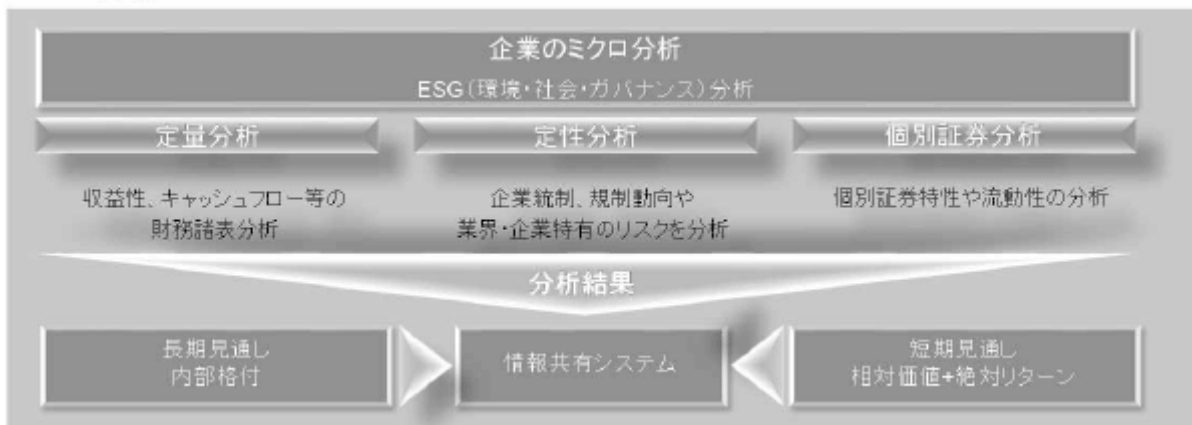 企業のミクロ分析
ESG(環境・社会・ガバナンス)分析
定量分析
収益性、キャッシュフロー等の
財務諸表分析
定性分析
企業統制、規制動向や
業界・企業特有のリスクを分析
個別証券分析
個別証券特性や流動性の分析
分析結果
長期見通し
内部格付
情報共有システム
短期見通し
相対価値+絶対リターン